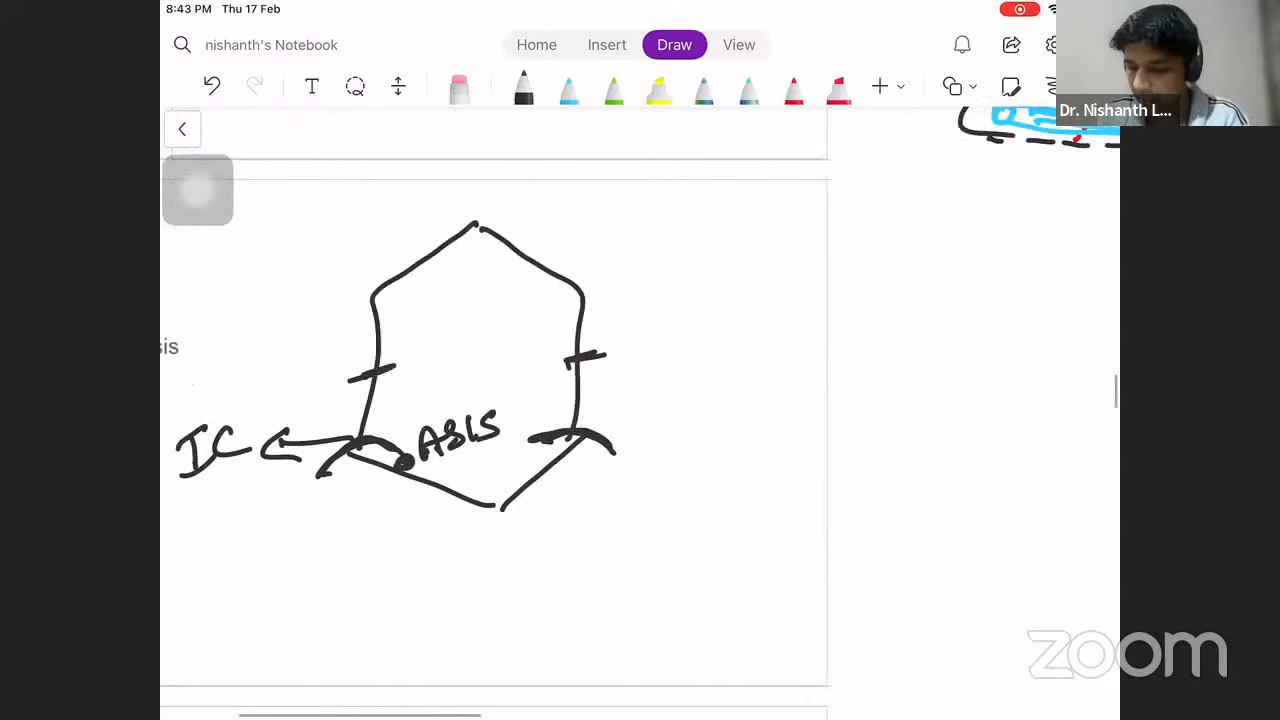 8:43 PM Thu 17 Feb
nishanth's Notebook
Home Insert Draw View
Dr. Nishanth L...
sis
IC
ASIS
zoom